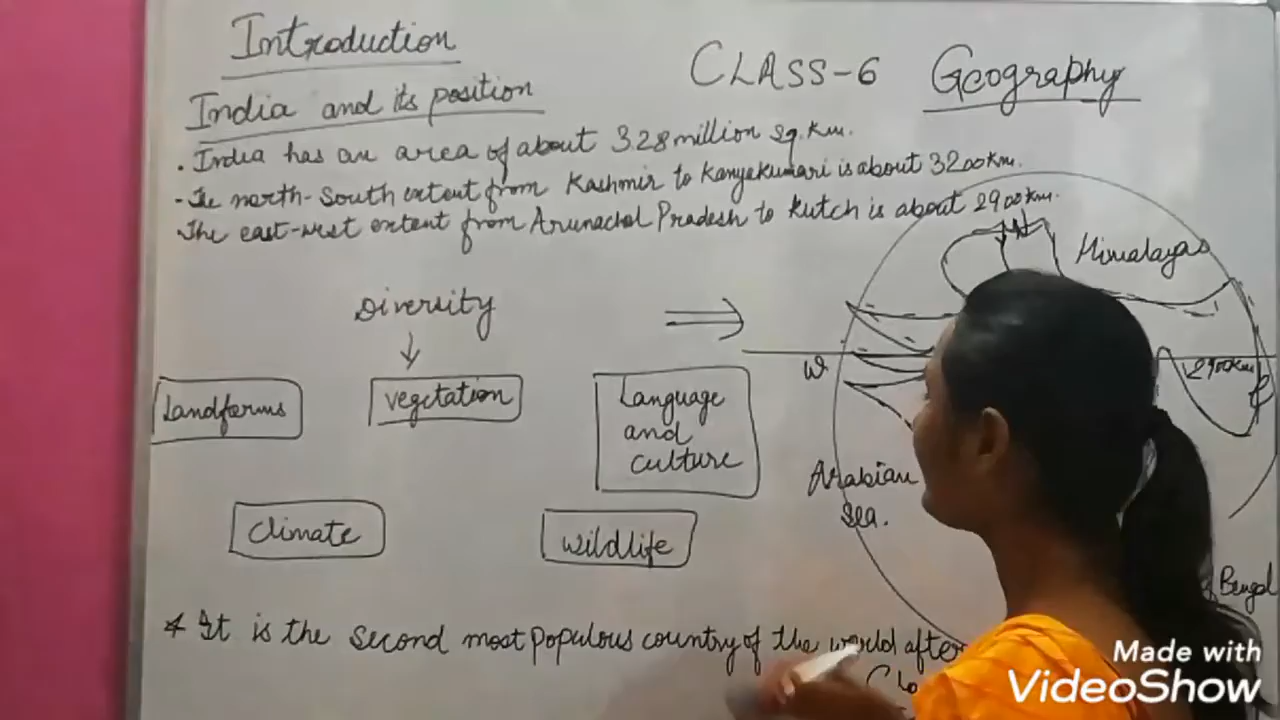 Introduction
CLASS-6 Geography
India and its position
. India has an area of about 3.28 million sq.km.
- The north-south extent from Kashmir to Kanyakumari is about 3200km.
The east-west extent from Arunachal Pradesh to Kutch is about 2900km.
N
Himalayas
Diversity
W
2900km
E
Landforms
vegetation
Language
and
culture
Arabian
Sea.
climate
wildlife
of Bengal
* It is the second most populous country of the world after
Made with
VideoShow